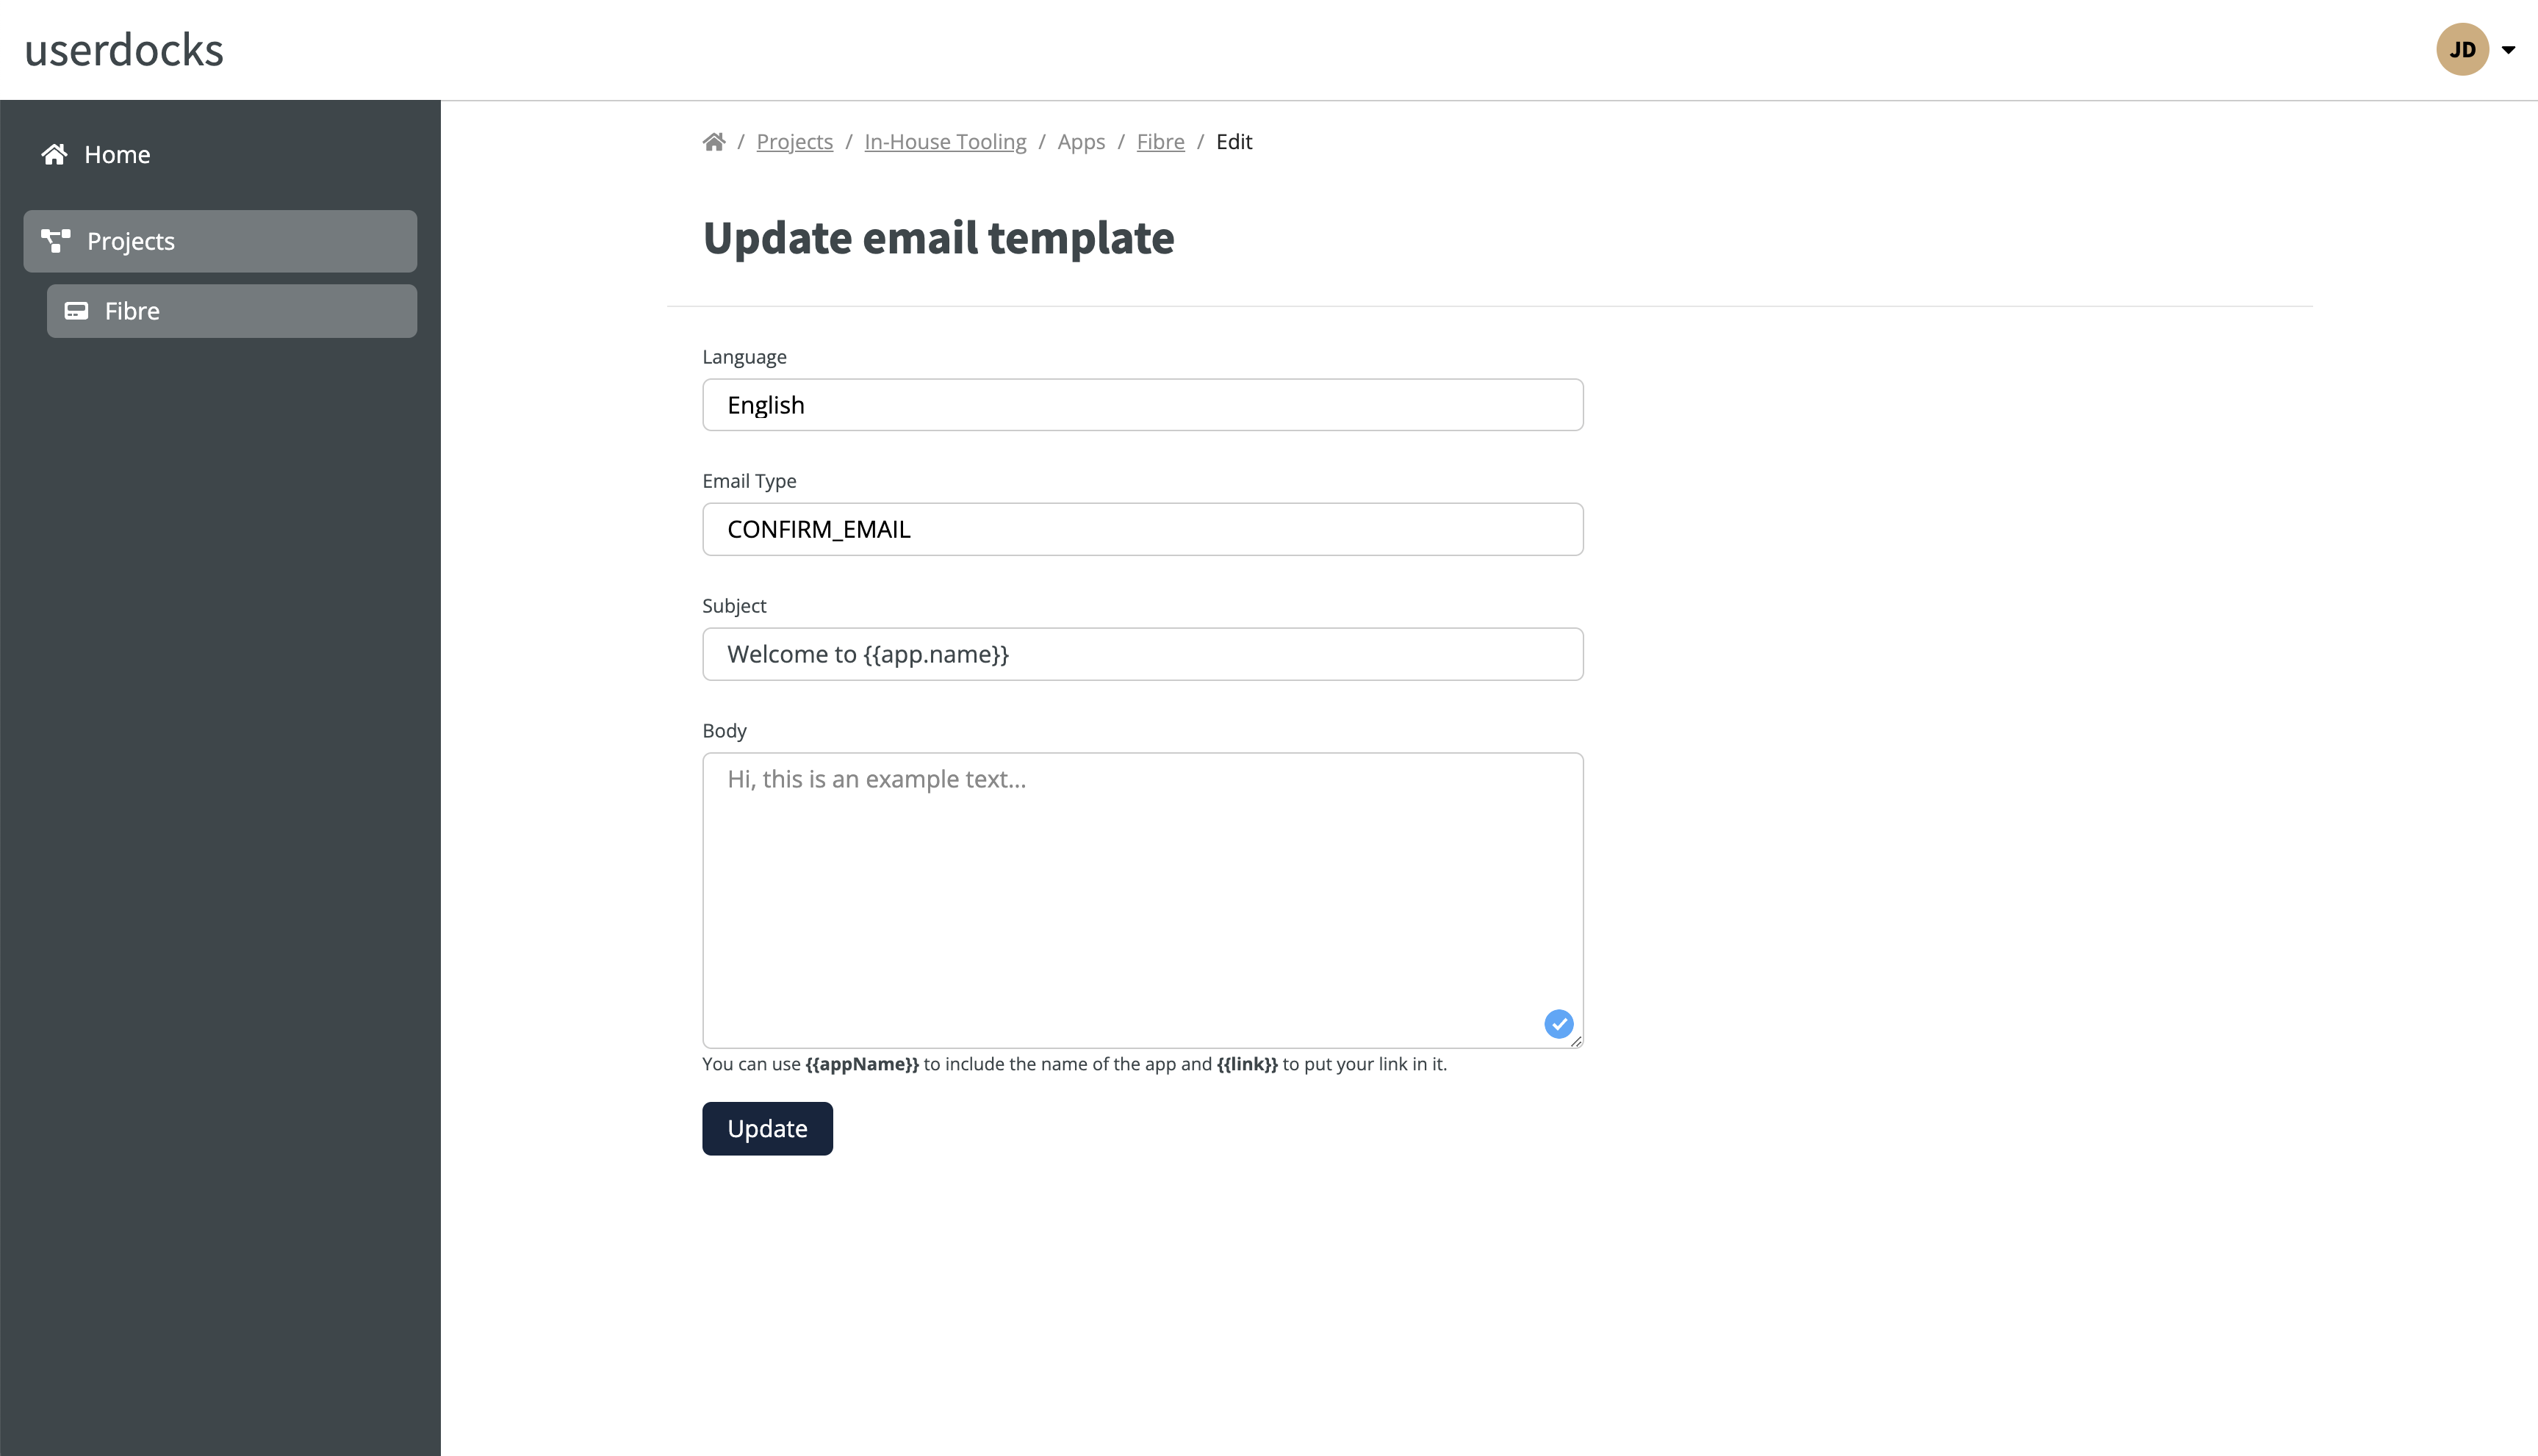 userdocks
JD
Home
Projects
Fibre
/ Projects / In-House Tooling / Apps / Fibre / Edit
Update email template
Language
English
Email Type
CONFIRM_EMAIL
Subject
Welcome to {{app.name}}
Body
Hi, this is an example text...
You can use {{appName}} to include the name of the app and {{link}} to put your link in it.
Update